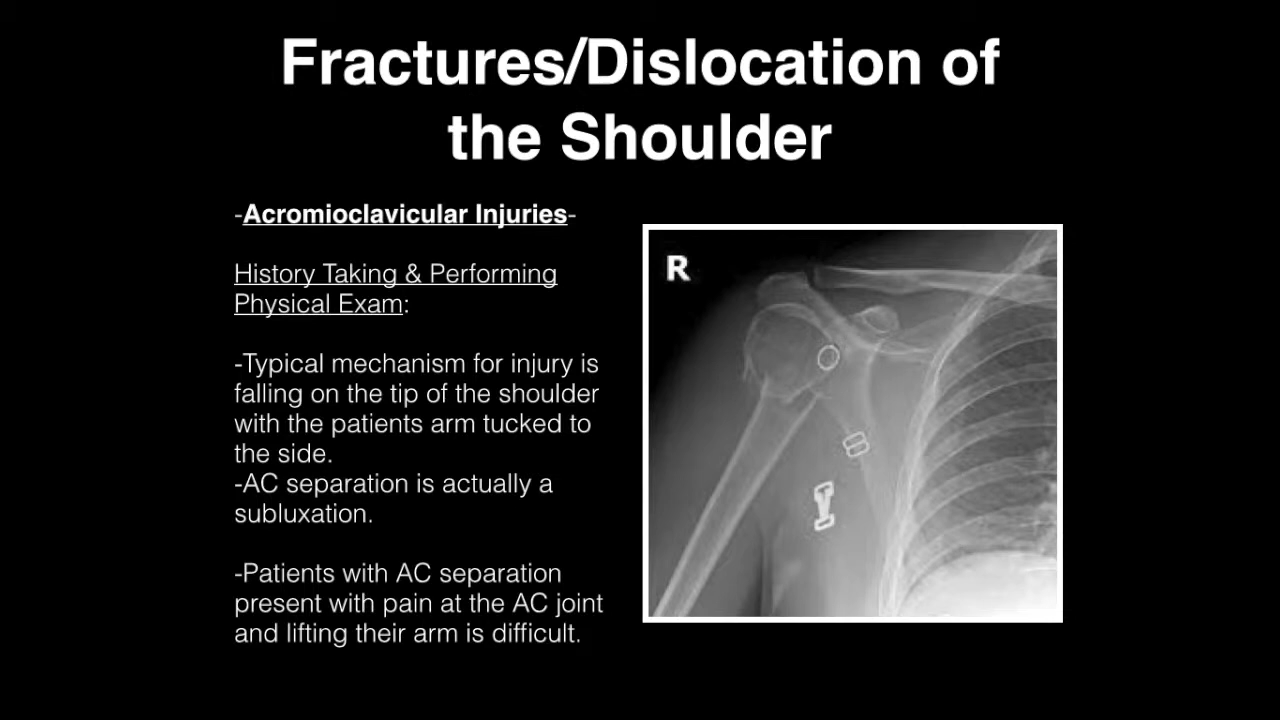 Fractures/Dislocation of
the Shoulder
-Acromioclavicular Injuries-
History Taking & Performing
Physical Exam:
-Typical mechanism for injury is
falling on the tip of the shoulder
with the patients arm tucked to
the side.
-AC separation is actually a
subluxation.
-Patients with AC separation
present with pain at the AC joint
and lifting their arm is difficult.
R